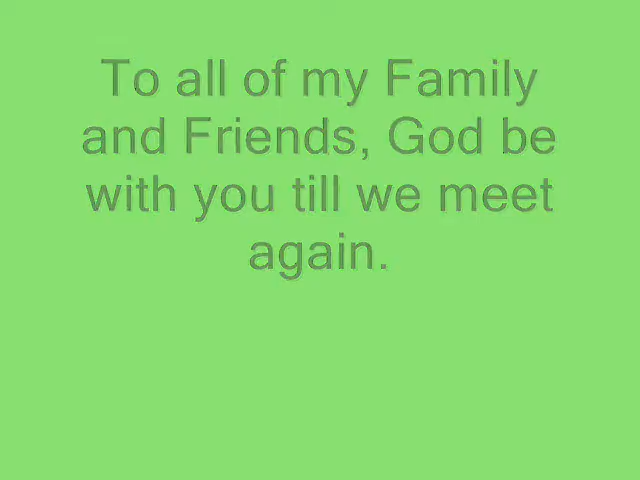 To all of my Family
and Friends, God be
with you till we meet
again.